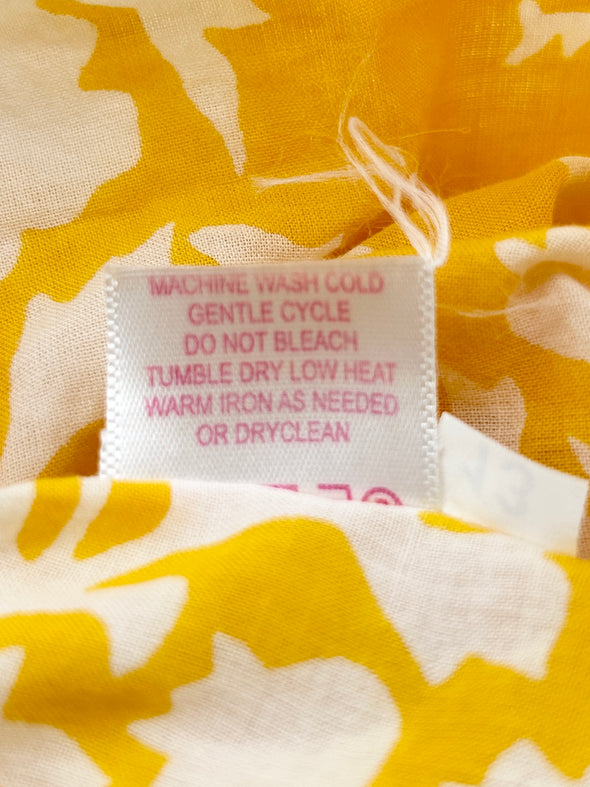 MACHINE WASH COLD
GENTLE CYCLE
DO NOT BLEACH
TUMBLE DRY LOW HEAT
WARM IRON AS NEEDED
OR DRYCLEAN